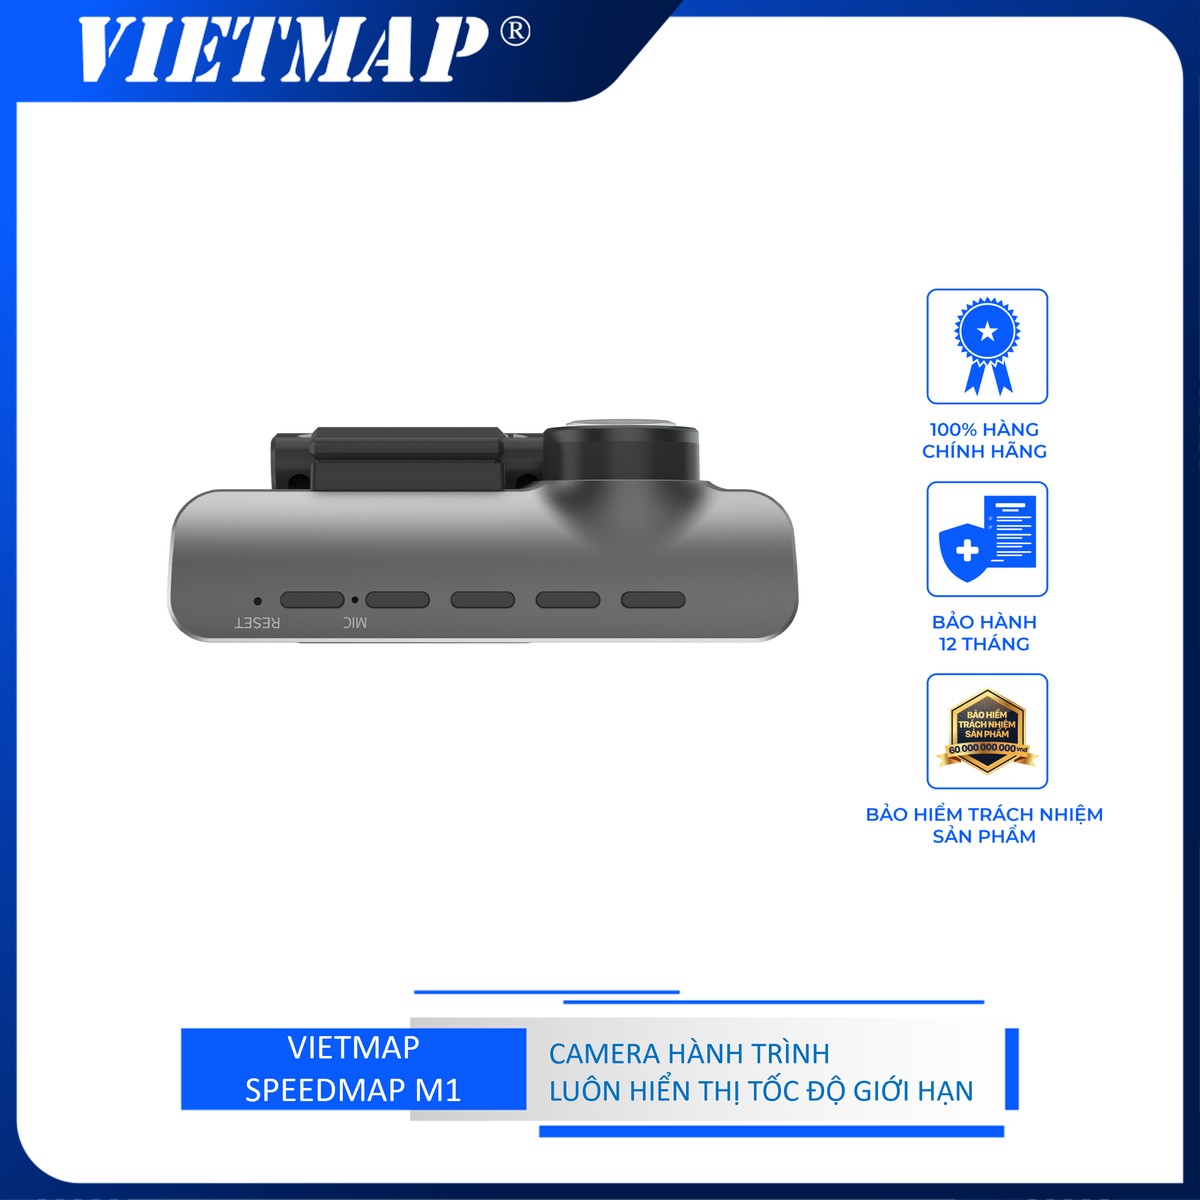 VIETMAP®
100% HÀNG
CHÍNH HÃNG
BẢO HÀNH
12 THÁNG
BẢO HIỂM
TRÁCH NHIỆM
SẢN PHẨM
60 000 000 000 vnđ
BẢO HIỂM TRÁCH NHIỆM
SẢN PHẨM
RESET
MIC
VIETMAP
SPEEDMAP M1
CAMERA HÀNH TRÌNH
LUÔN HIỂN THỊ TỐC ĐỘ GIỚI HẠN